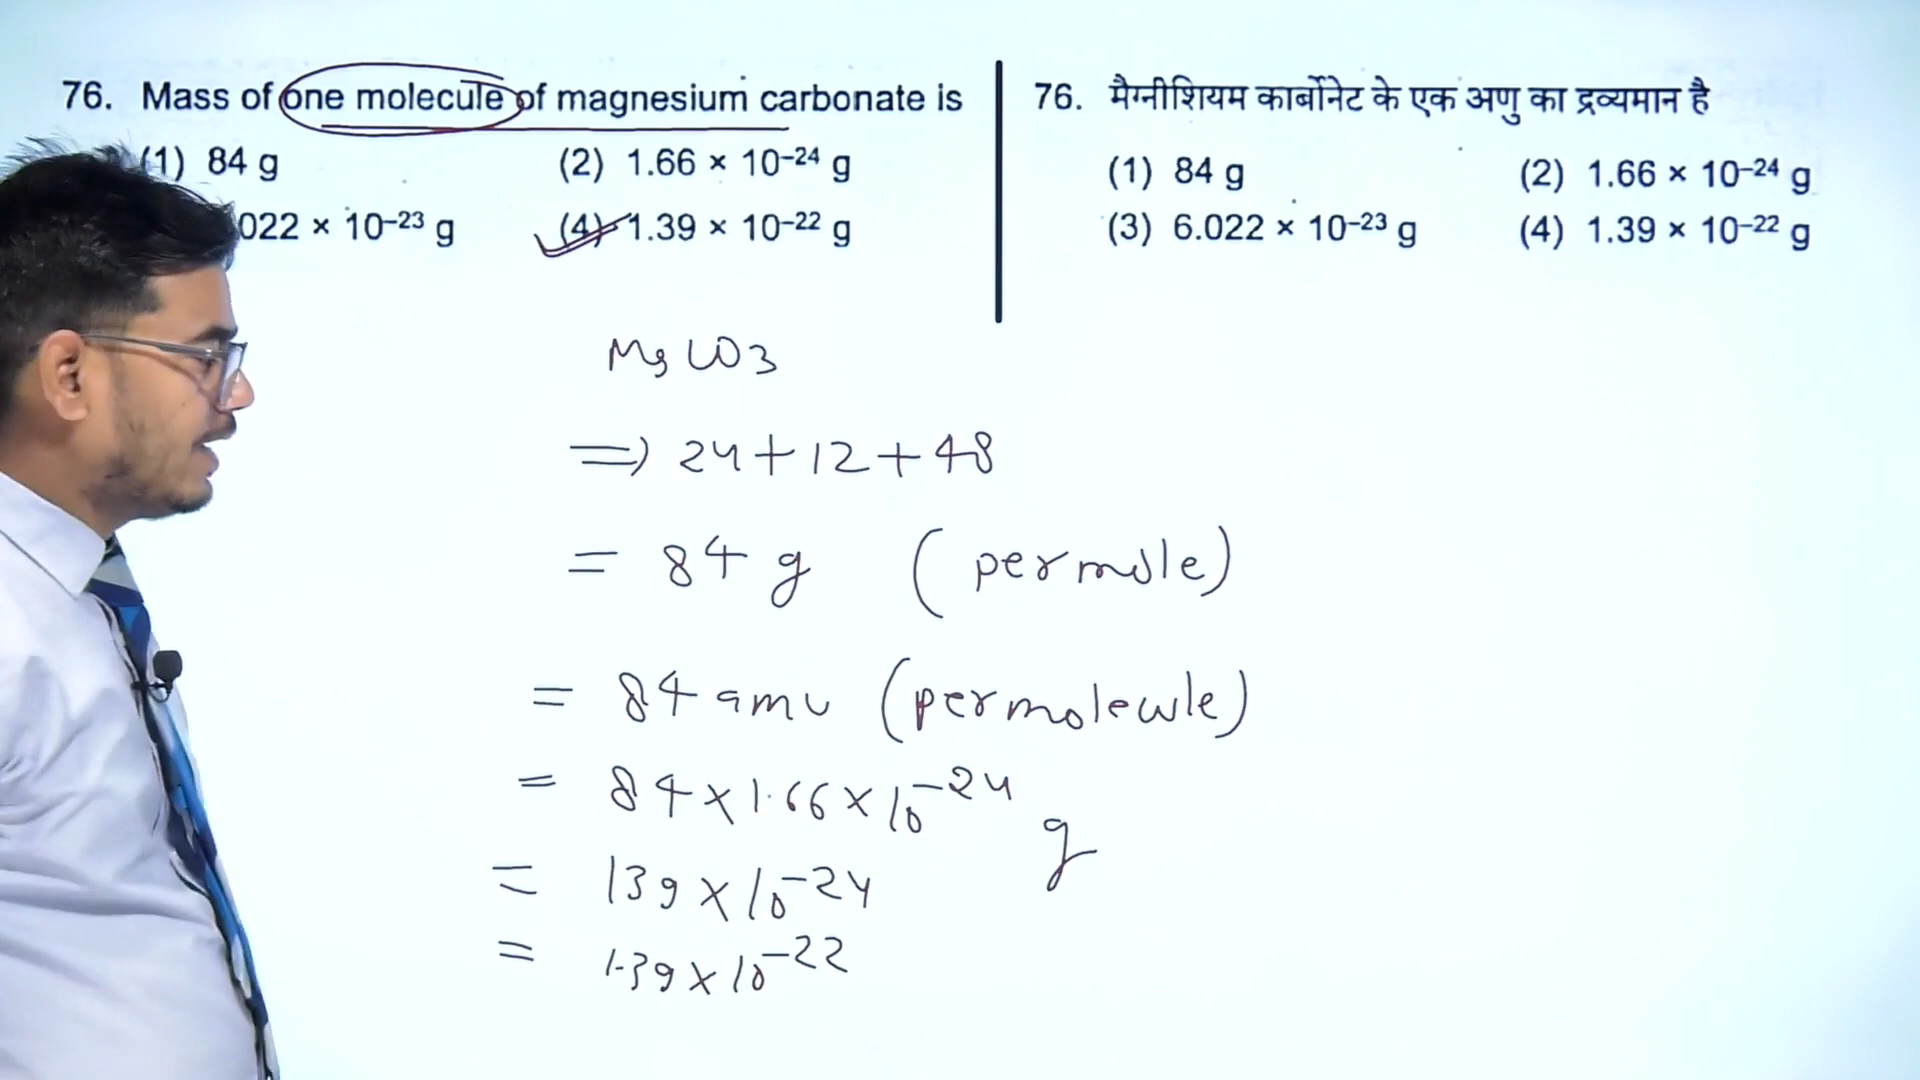 76. Mass of one molecule of magnesium carbonate is
(1) 84 g
(2) 1.66 × 10⁻²⁴ g
022 × 10⁻²³ g
(4) 1.39 × 10⁻²² g
76. मैग्नीशियम कार्बोनेट के एक अणु का द्रव्यमान है
(1) 84 g
(2) 1.66 × 10⁻²⁴ g
(3) 6.022 × 10⁻²³ g
(4) 1.39 × 10⁻²² g
MgCO3
=> 24+12+48
= 84 g (permole)
= 84 amu (permolecule)
= 84×1.66×10⁻²⁴ g
= 139×10⁻²⁴
= 1.39×10⁻²²